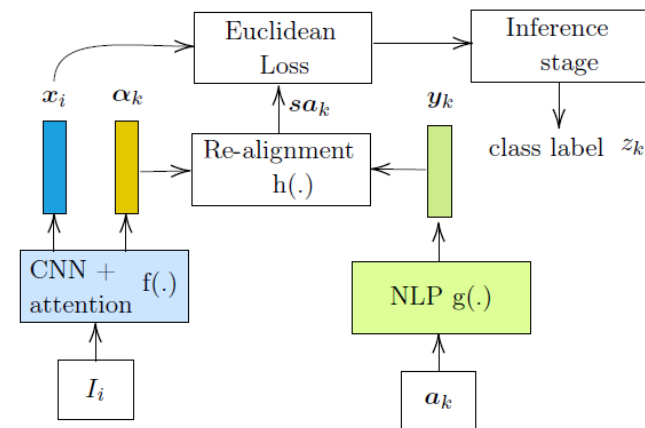 Euclidean
Loss
Inference
stage
x_i
α_k
sa_k
y_k
class label z_k
Re-alignment
h(.)
CNN +
attention
f(.)
NLP g(.)
I_i
a_k